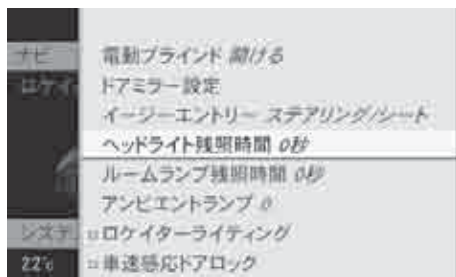 ナビ
電動ブラインド 開ける
ドアミラー設定
イージーエントリー ステアリング/シート
ヘッドライト残照時間 0秒
ルームランプ残照時間 0秒
アンビエントランプ 0
システ
ロケイターライティング
22℃
車速感応ドアロック